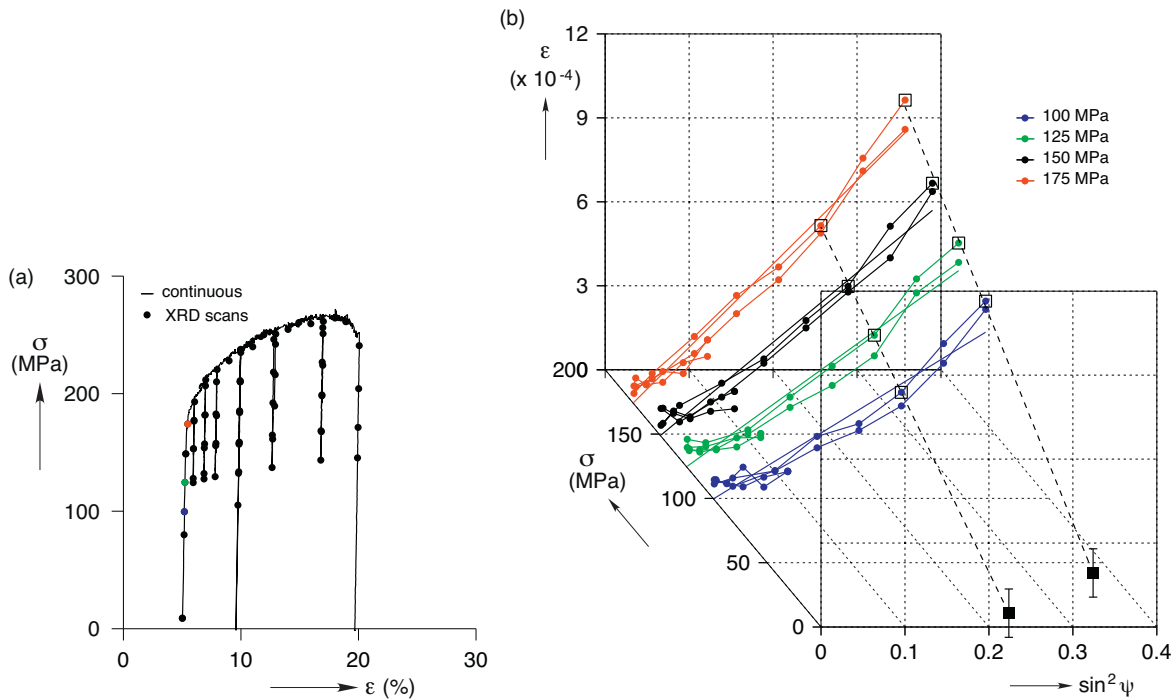 (a)
300
σ
(MPa)
200
100
0
continuous
XRD scans
0
10
20
30
ε (%)
(b)
12
ε
(x 10 -4)
9
6
3
200
150
σ
(MPa)
100
50
0
100 MPa
125 MPa
150 MPa
175 MPa
0
0.1
0.2
0.3
0.4
sin² ψ